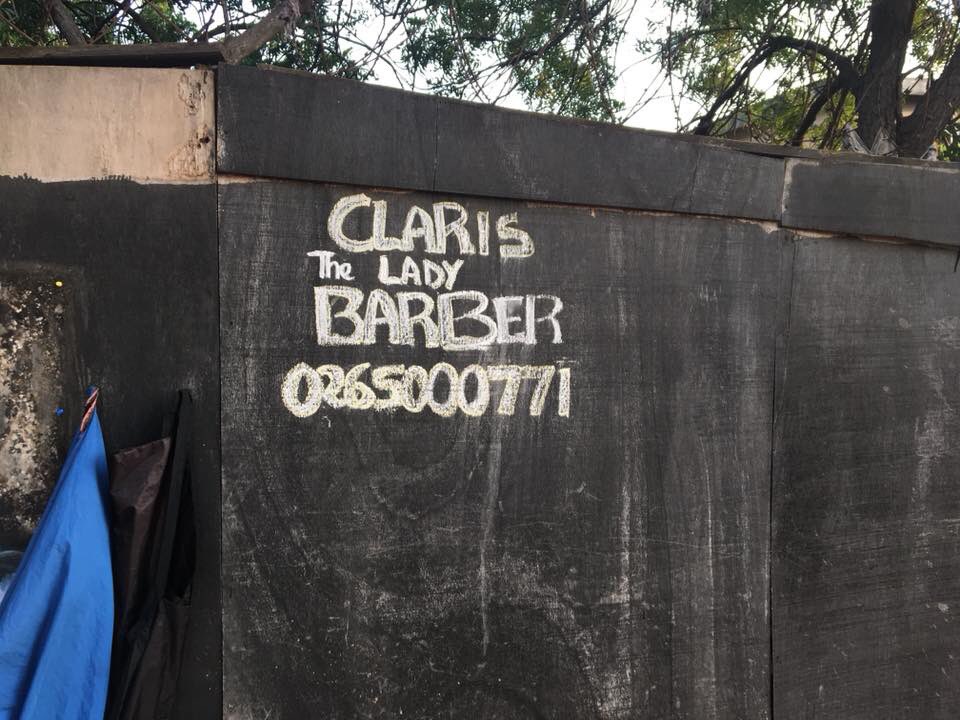 CLARIS
The LADY
BARBER
0265000771